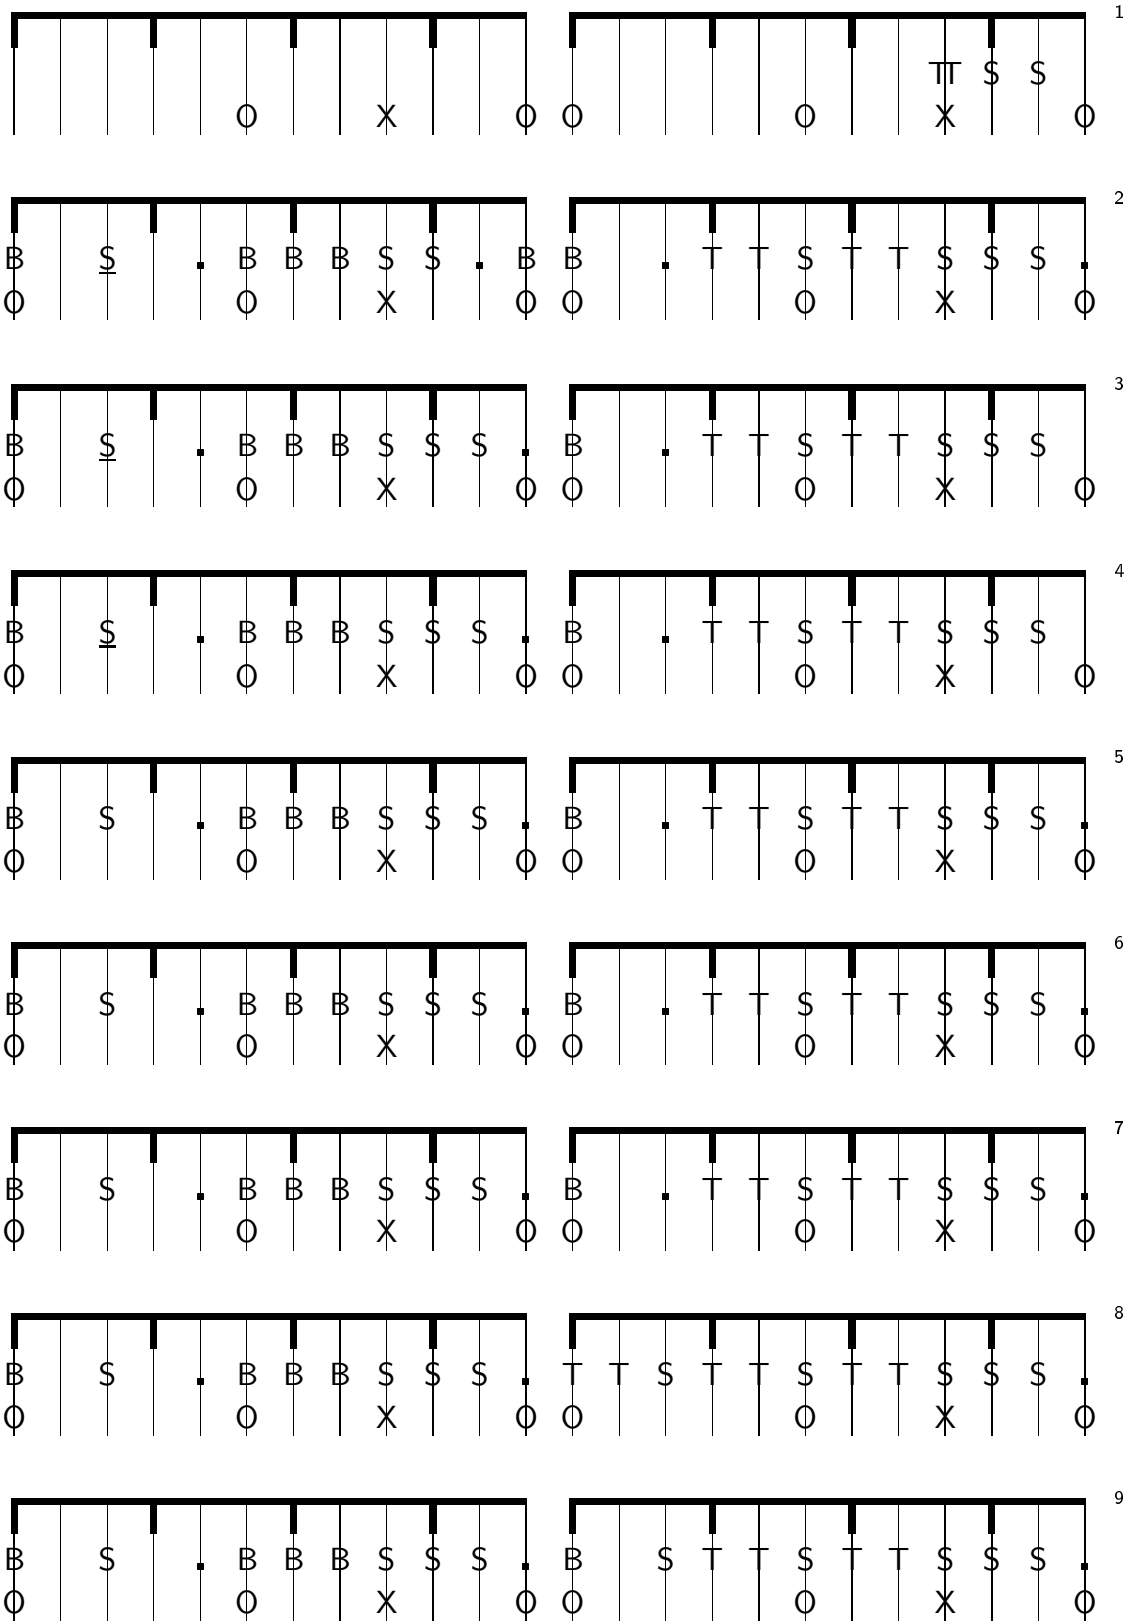 1
TT S S
O X O O O X O
2
B S . B B B S S . B B . T T S T T S S S .
O O X O O O X O
3
B S . B B B S S S . B . T T S T T S S S
O O X O O O X O
4
B S . B B B S S S . B . T T S T T S S S
O O X O O O X O
5
B S . B B B S S S . B . T T S T T S S S .
O O X O O O X O
6
B S . B B B S S S . B . T T S T T S S S .
O O X O O O X O
7
B S . B B B S S S . B . T T S T T S S S .
O O X O O O X O
8
B S . B B B S S S . T T S T T S T T S S S .
O O X O O O X O
9
B S . B B B S S S . B S T T S T T S S S .
O O X O O O X O